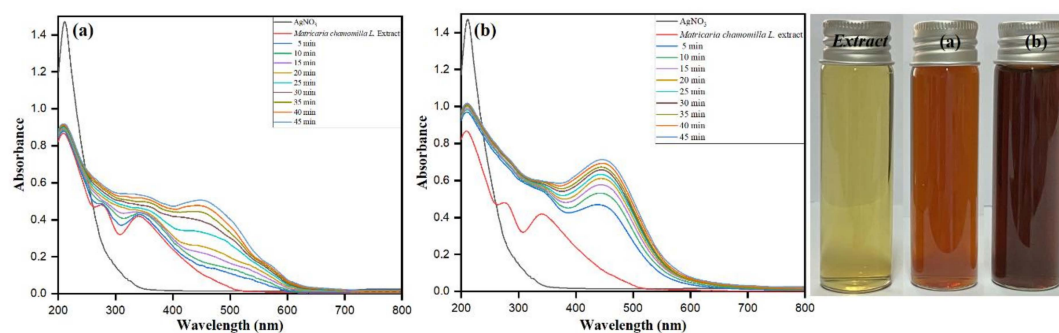 (a)
AgNO₃
Matricaria chamomilla L. Extract
5 min
10 min
15 min
20 min
25 min
30 min
35 min
40 min
45 min
Absorbance
1.4
1.2
1.0
0.8
0.6
0.4
0.2
0.0
200 300 400 500 600 700 800
Wavelength (nm)
(b)
AgNO₃
Matricaria chamomilla L. extract
5 min
10 min
15 min
20 min
25 min
30 min
35 min
40 min
45 min
Absorbance
1.4
1.2
1.0
0.8
0.6
0.4
0.2
0.0
200 300 400 500 600 700 800
Wavelength (nm)
Extract (a) (b)